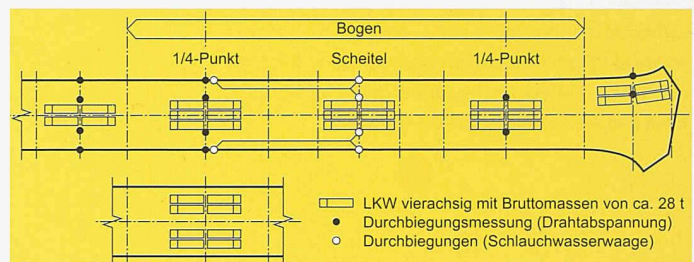 Bogen
1/4-Punkt Scheitel 1/4-Punkt
LKW vierachsig mit Bruttomassen von ca. 28 t
Durchbiegungsmessung (Drahtabspannung)
Durchbiegungen (Schlauchwasserwaage)